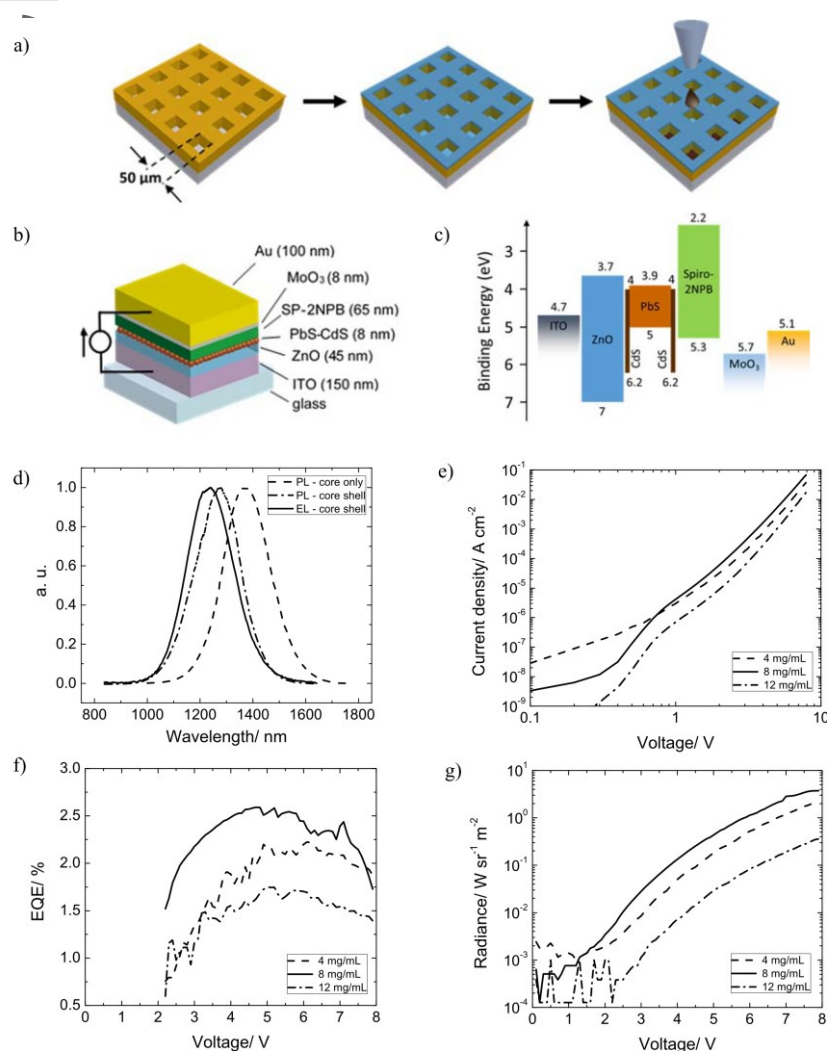 a)
50 µm
b)
Au (100 nm)
MoO3 (8 nm)
SP-2NPB (65 nm)
PbS-CdS (8 nm)
ZnO (45 nm)
ITO (150 nm)
glass
c)
Binding Energy (eV)
3
4
5
6
7
4.7
ITO
3.7
ZnO
7
4
CdS
6.2
3.9
PbS
5
4
CdS
6.2
2.2
Spiro-
2NPB
5.3
5.7
MoO3
5.1
Au
d)
PL - core only
PL - core shell
EL - core shell
a. u.
1.0
0.8
0.6
0.4
0.2
0.0
800 1000 1200 1400 1600 1800
Wavelength/ nm
e)
Current density/ A cm-2
10-1
10-2
10-3
10-4
10-5
10-6
10-7
10-8
10-9
4 mg/mL
8 mg/mL
12 mg/mL
0.1 1 10
Voltage/ V
f)
EQE/ %
3.0
2.5
2.0
1.5
1.0
0.5
4 mg/mL
8 mg/mL
12 mg/mL
0 1 2 3 4 5 6 7 8
Voltage/ V
g)
Radiance/ W sr-1 m-2
101
100
10-1
10-2
10-3
10-4
4 mg/mL
8 mg/mL
12 mg/mL
0 1 2 3 4 5 6 7 8
Voltage/ V